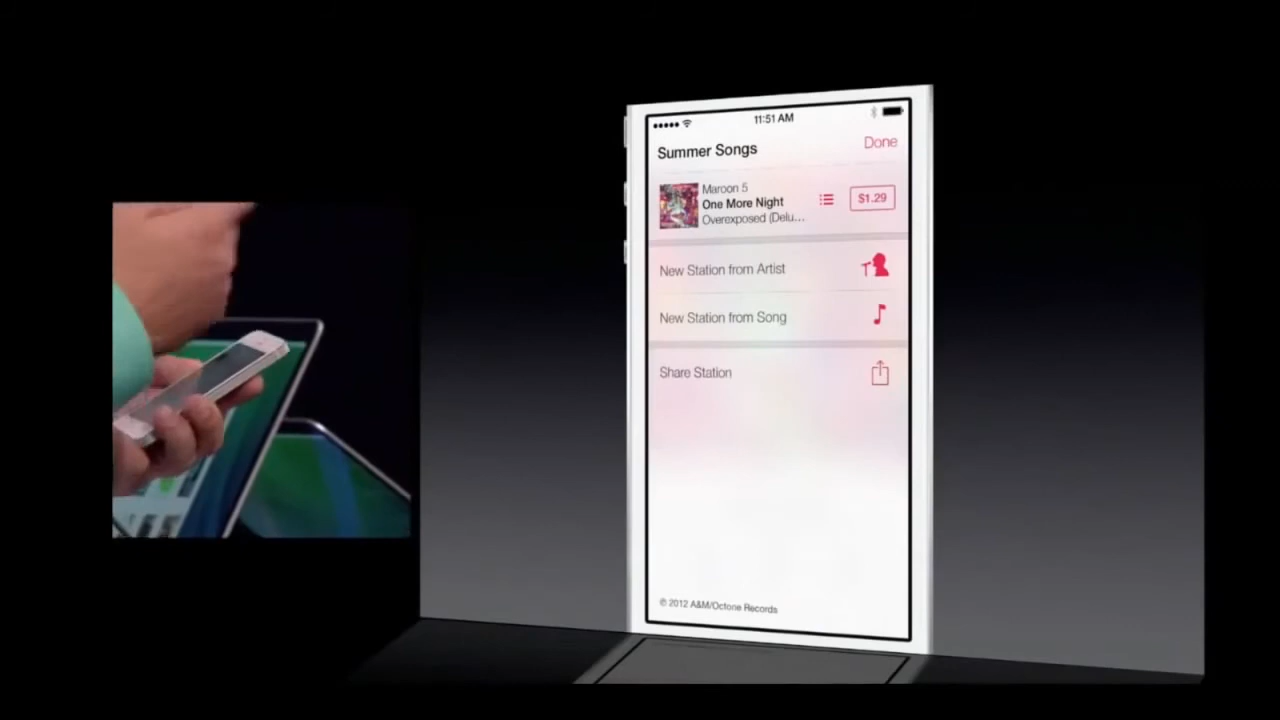 11:51 AM
Summer Songs
Done
Maroon 5
One More Night
Overexposed (Delu...
$1.29
New Station from Artist
New Station from Song
Share Station
℗ 2012 A&M/Octone Records